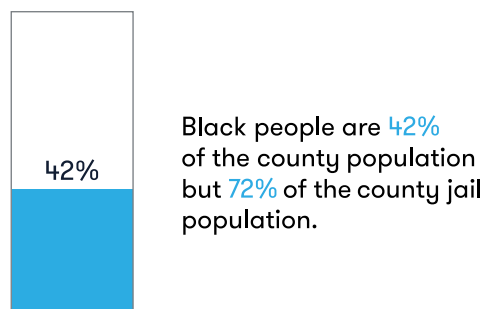 42%
Black people are 42%
of the county population
but 72% of the county jail
population.